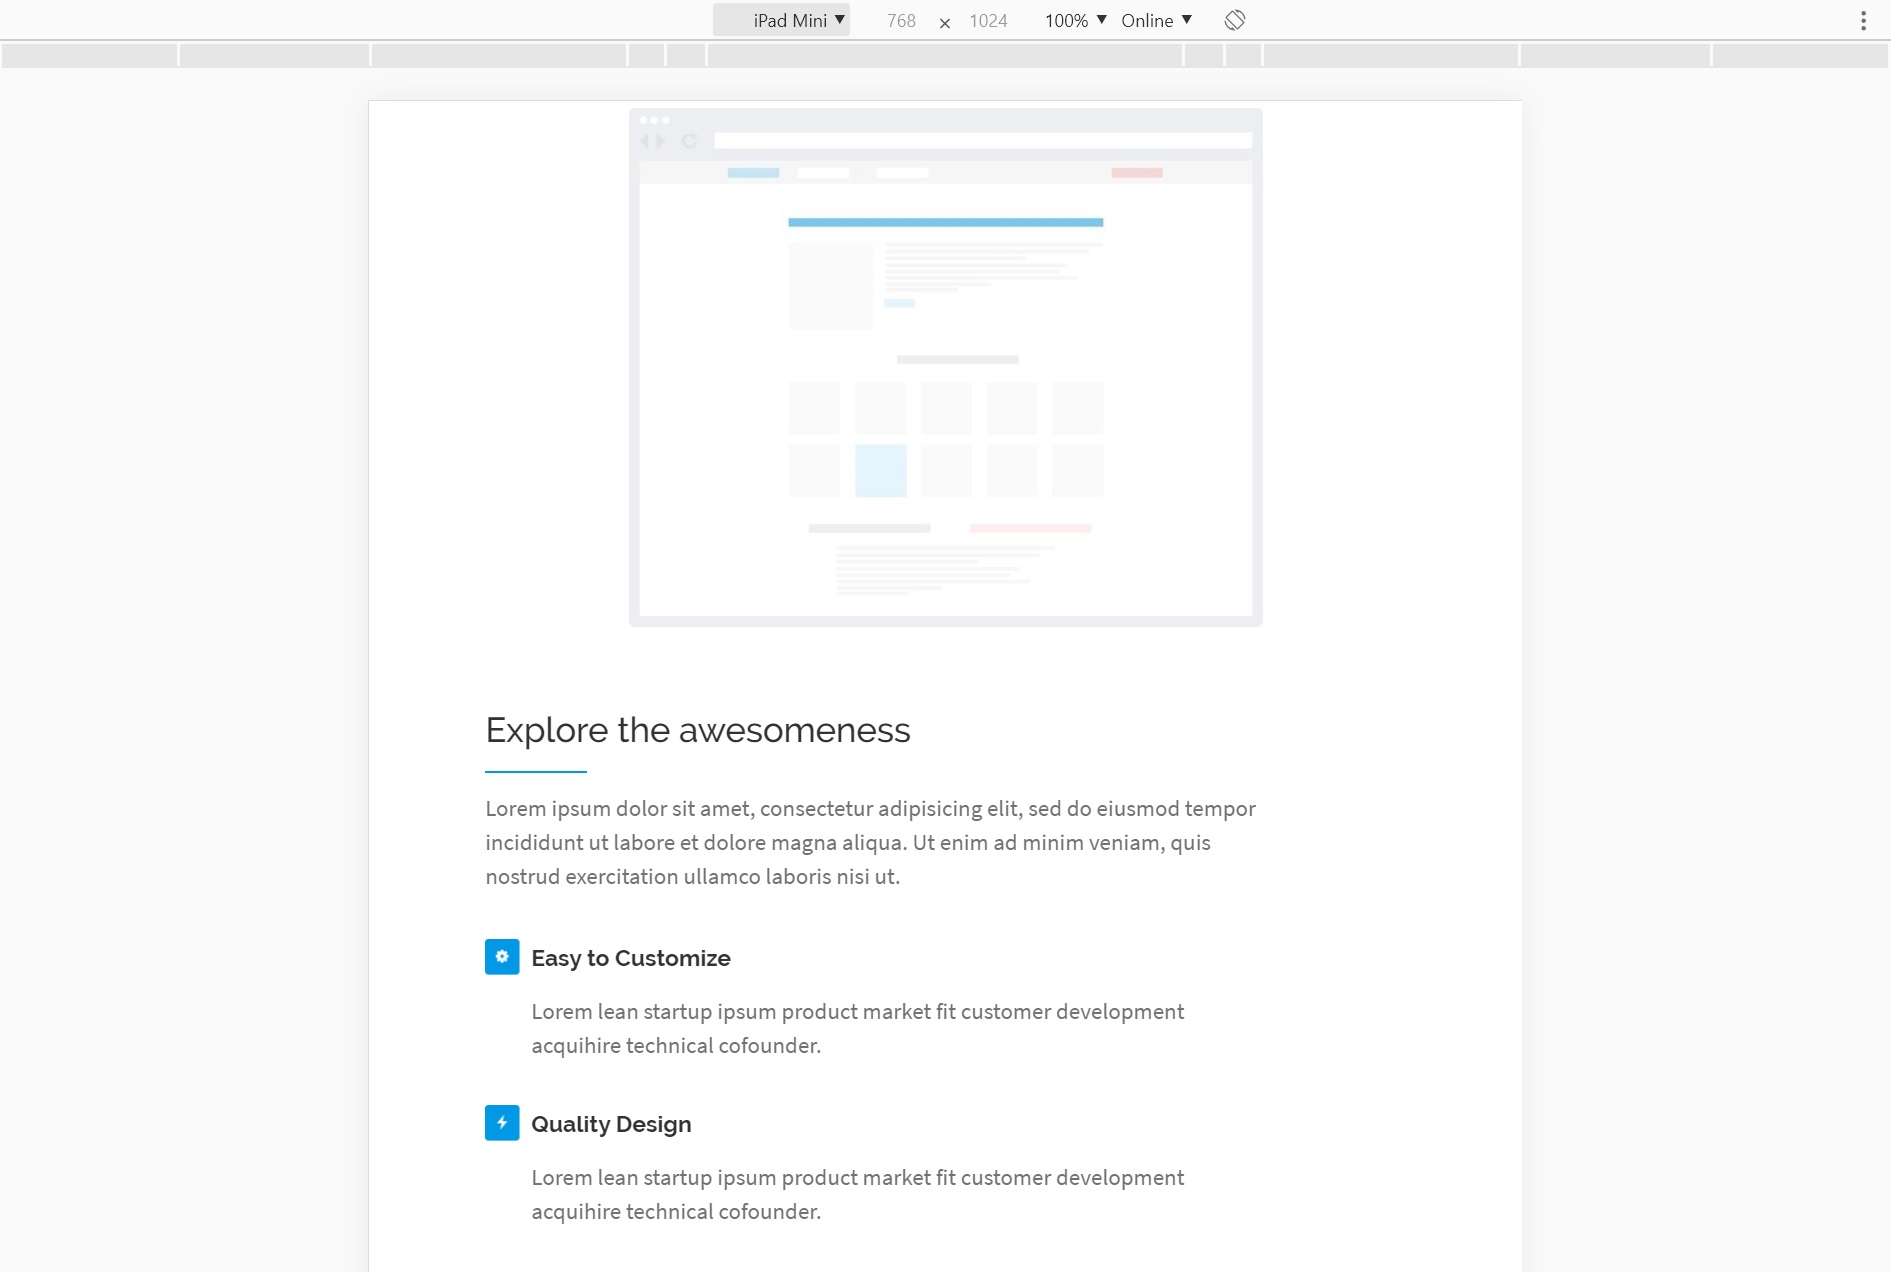 iPad Mini ▼ 768 × 1024 100% ▼ Online ▼
Explore the awesomeness
Lorem ipsum dolor sit amet, consectetur adipisicing elit, sed do eiusmod tempor
incididunt ut labore et dolore magna aliqua. Ut enim ad minim veniam, quis
nostrud exercitation ullamco laboris nisi ut.
Easy to Customize
Lorem lean startup ipsum product market fit customer development
acquihire technical cofounder.
Quality Design
Lorem lean startup ipsum product market fit customer development
acquihire technical cofounder.